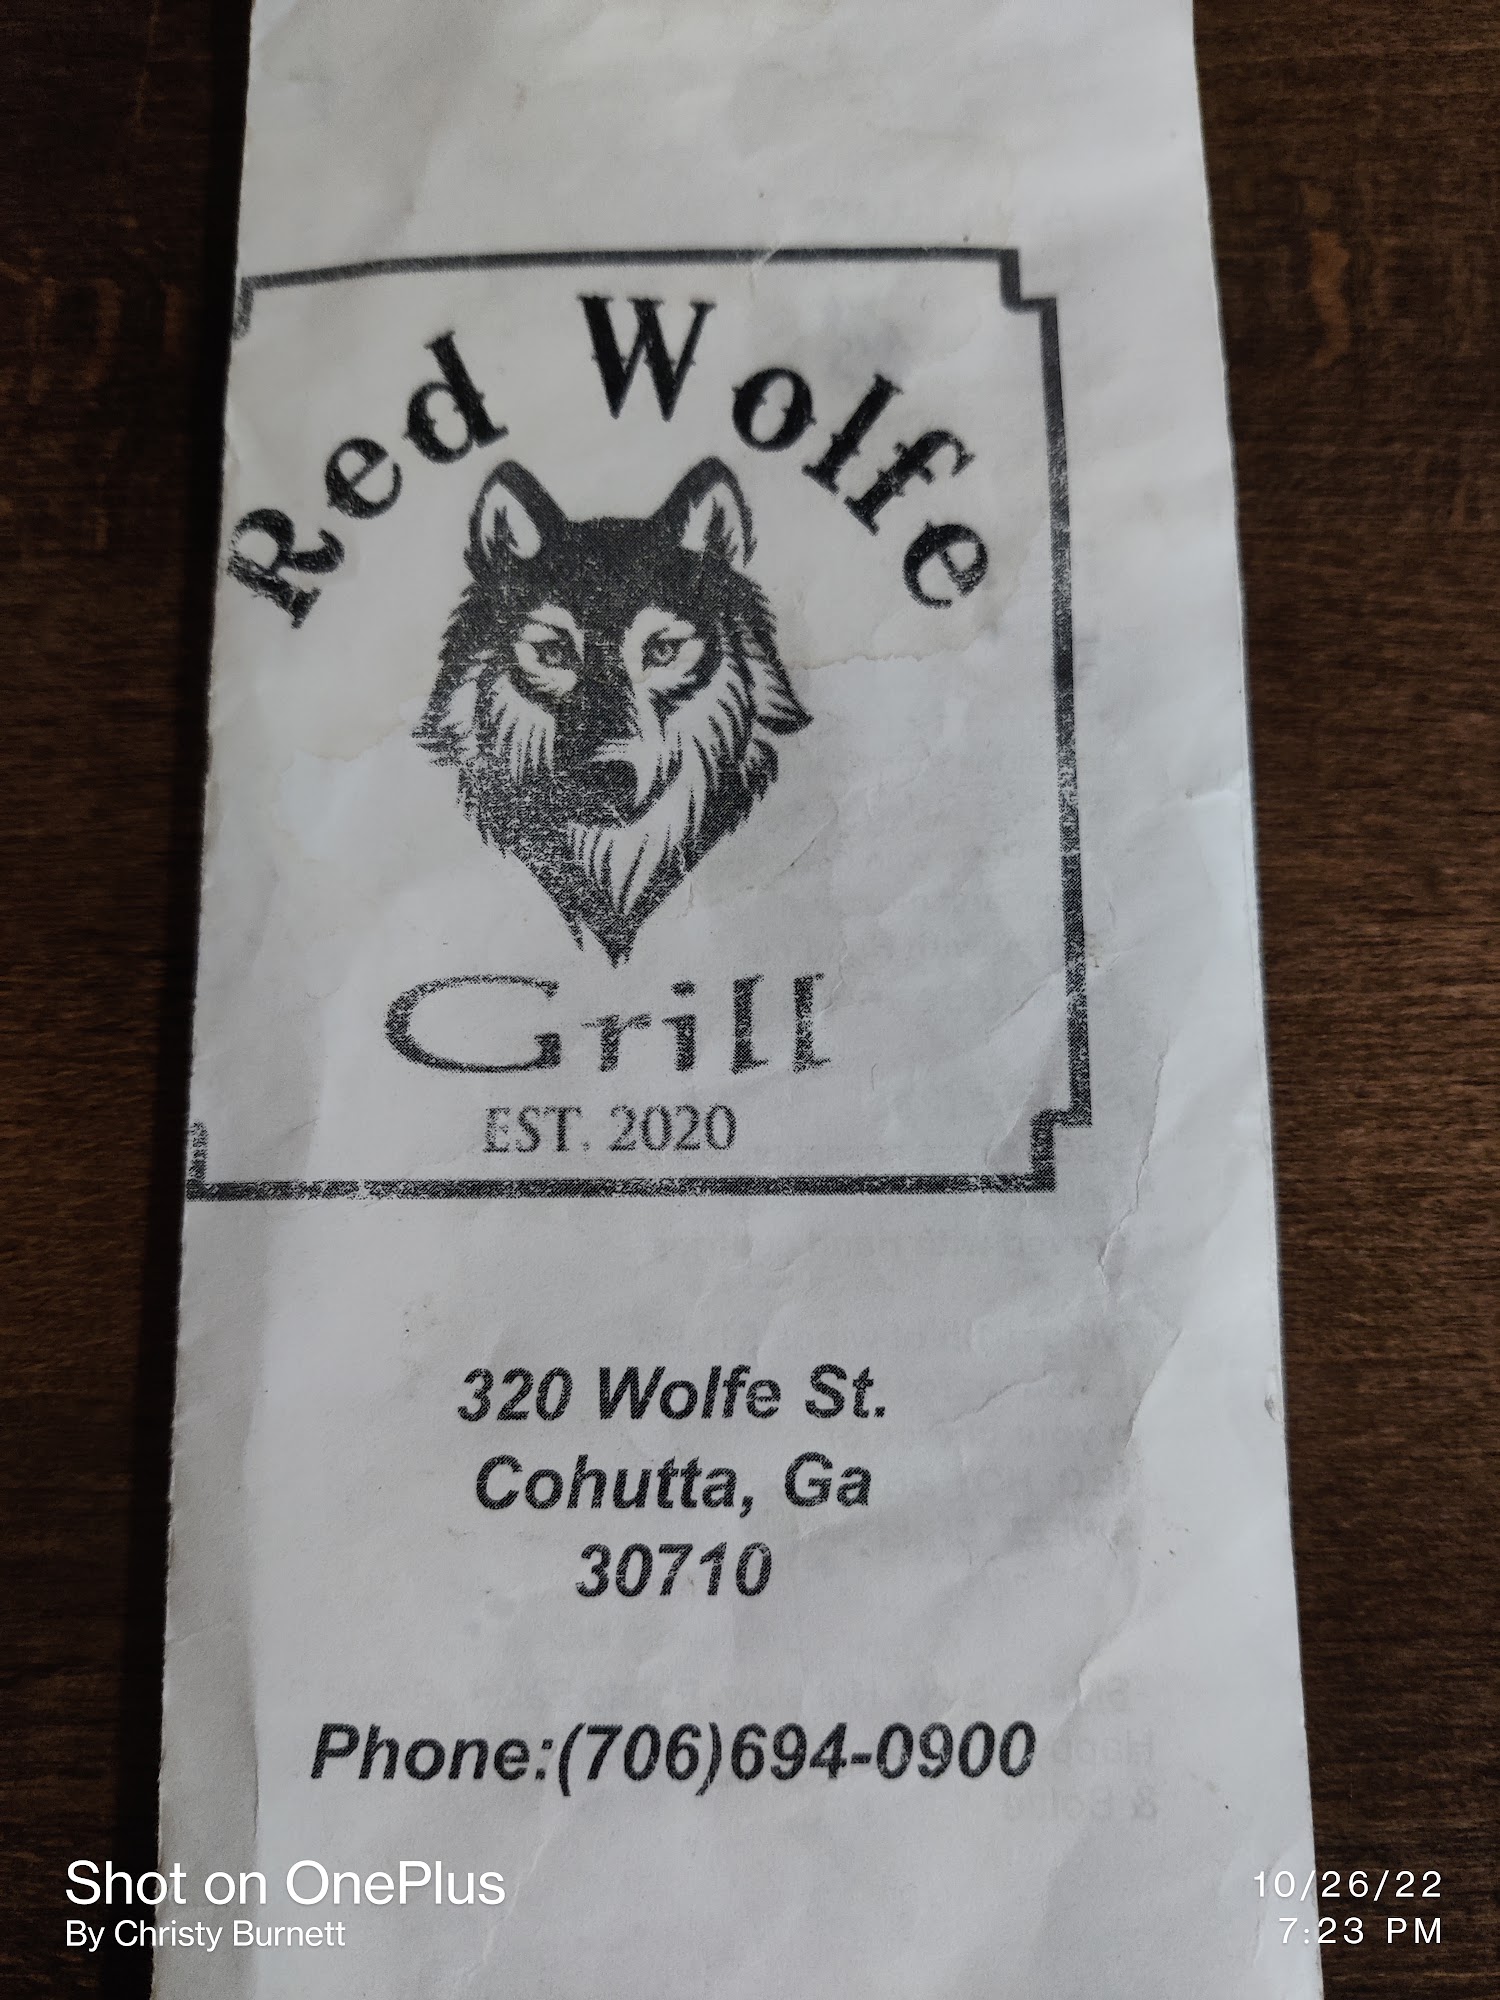 Red Wolfe
Grill
EST. 2020
320 Wolfe St.
Cohutta, Ga
30710
Phone:(706)694-0900
Shot on OnePlus
By Christy Burnett
10/26/22
7:23 PM